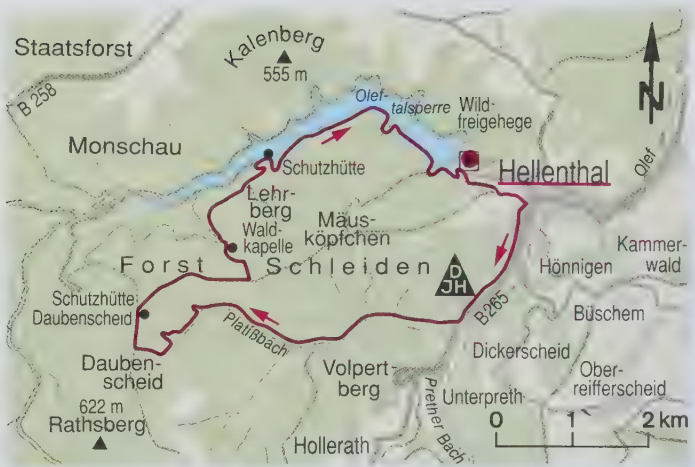 Staatsforst
Kalenberg
555 m
B 258
Olef-
talsperre
Wild-
freigehege
N
Monschau
Schutzhütte
Hellenthal
Olef
Lehr-
berg
Wald-
kapelle
Mäus-
köpfchen
Kammer-
wald
Forst Schleiden
D
JH
Hönnigen
Schutzhütte
Daubenscheid
B265
Büschem
Platißbach
Dickerscheid
Dauben-
scheid
Volpert-
berg
Ober-
reifferscheid
622 m
Rathsberg
Prether Bach
Unterpreth
0 1 2 km
Hollerath